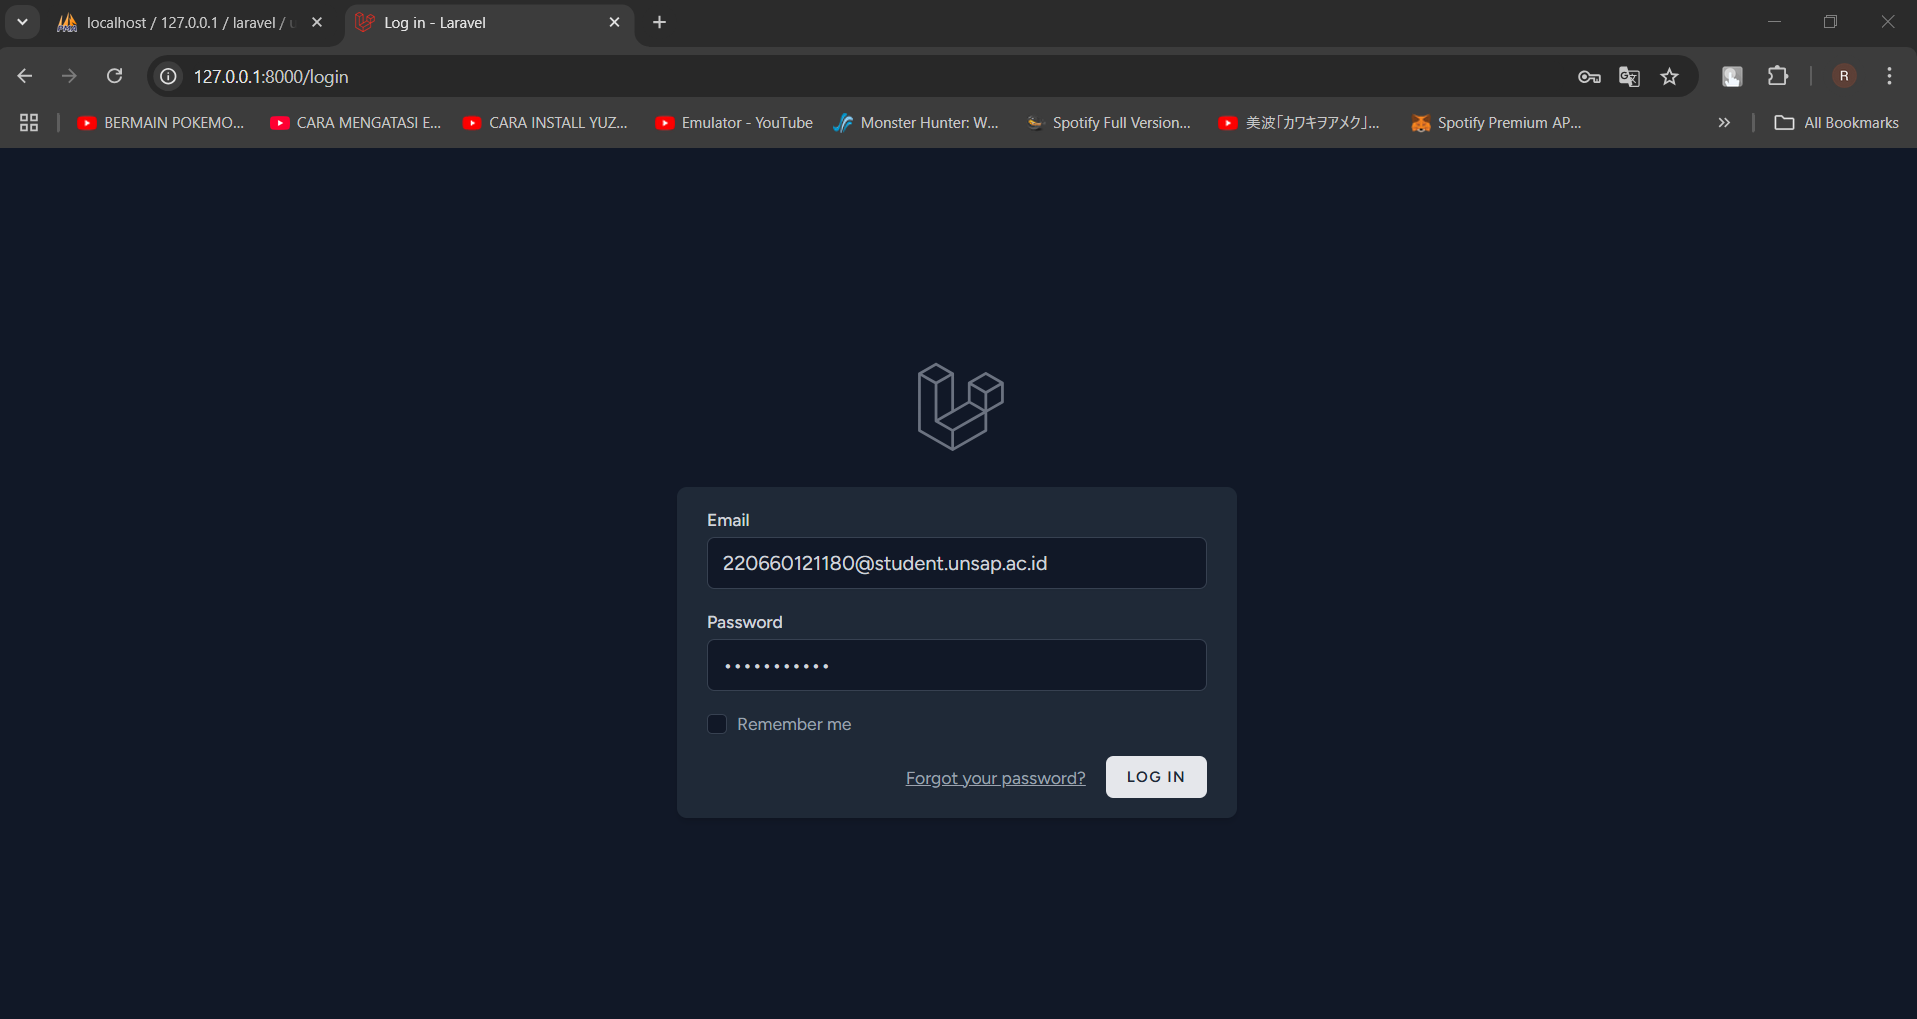 localhost / 127.0.0.1 / laravel / u
Log in - Laravel
127.0.0.1:8000/login
R
BERMAIN POKEMO...
CARA MENGATASI E...
CARA INSTALL YUZ...
Emulator - YouTube
Monster Hunter: W...
Spotify Full Version...
美波「カワキヲアメク」...
Spotify Premium AP...
All Bookmarks
Email
220660121180@student.unsap.ac.id
Password
•••••••••••
Remember me
Forgot your password?
LOG IN